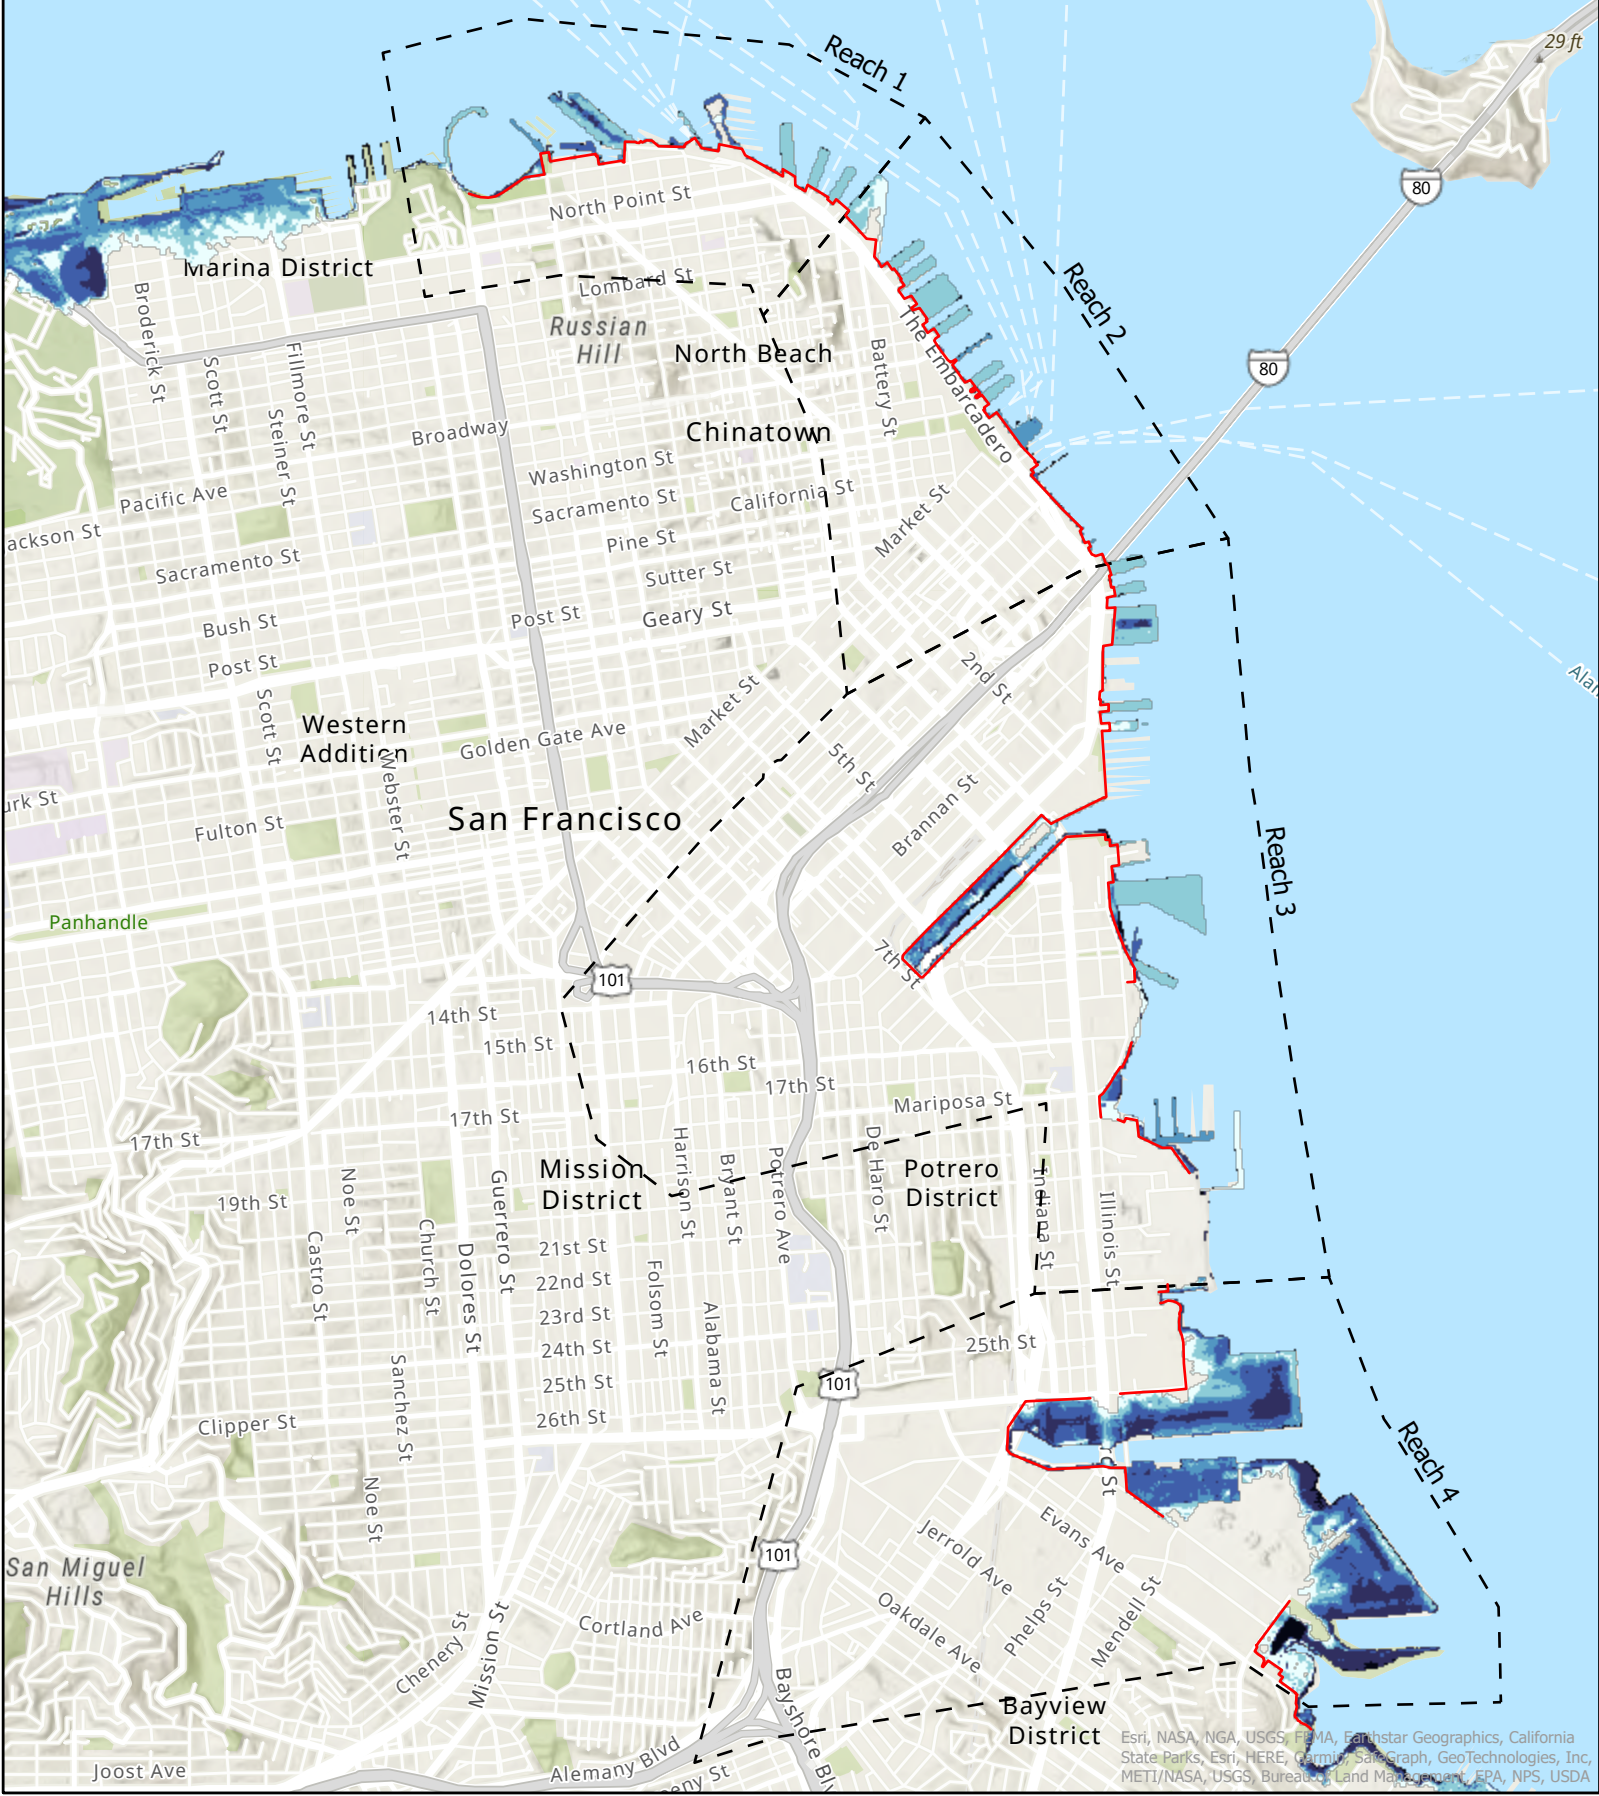 29 ft
Reach 1
80
North Point St
Marina District
Lombard St
Reach 2
Broderick St
Russian
Hill
The Embarcadero
Fillmore St
Scott St
North Beach
Battery St
80
Steiner St
Broadway
Chinatown
Washington St
Pacific Ave
Sacramento St
California St
Market St
ackson St
Pine St
Sacramento St
Sutter St
Post St
Geary St
Bush St
Post St
2nd St
Alan
Scott St
Market St
Western
Addition
Golden Gate Ave
5th St
Webster St
urk St
Brannan St
San Francisco
Fulton St
Reach 3
Panhandle
7th St
101
14th St
15th St
16th St
17th St
Mariposa St
17th St
17th St
Mission
District
Harrison St
Bryant St
Potrero Ave
De Haro St
Potrero
District
Indiana St
Illinois St
Noe St
19th St
Guerrero St
Castro St
Church St
Dolores St
21st St
22nd St
23rd St
24th St
25th St
26th St
Folsom St
Alabama St
25th St
101
Sanchez St
Clipper St
Reach 4
d St
Noe St
Evans Ave
Jerrold Ave
101
San Miguel
Hills
Phelps St
Mendell St
Oakdale Ave
Cortland Ave
Chenery St
Mission St
Bayshore Blv
Bayview
District
Alemany Blvd
Joost Ave
eny St
Esri, NASA, NGA, USGS, FEMA, Earthstar Geographics, California
State Parks, Esri, HERE, Garmin, SafeGraph, GeoTechnologies, Inc,
METI/NASA, USGS, Bureau of Land Management, EPA, NPS, USDA